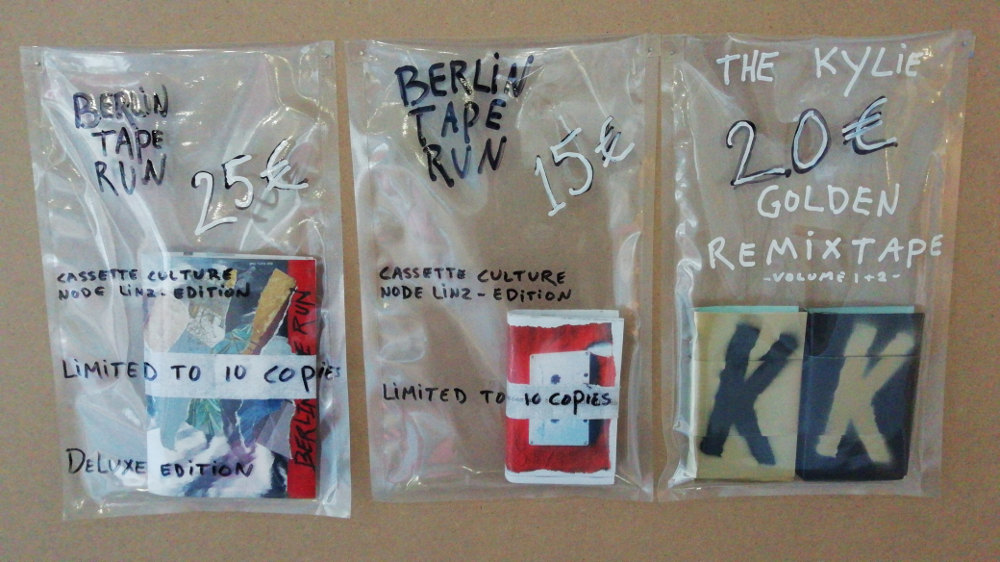 BERLIN
TAPE
RUN
25€
CASSETTE CULTURE
NODE LINZ - EDITION
LIMITED TO 10 COPIES
DELUXE EDITION
BERLIN
TAPE
RUN
15€
CASSETTE CULTURE
NODE LINZ - EDITION
LIMITED TO 10 COPIES
THE KYLIE
20€
GOLDEN
REMIXTAPE
- VOLUME 1+2 -
K K